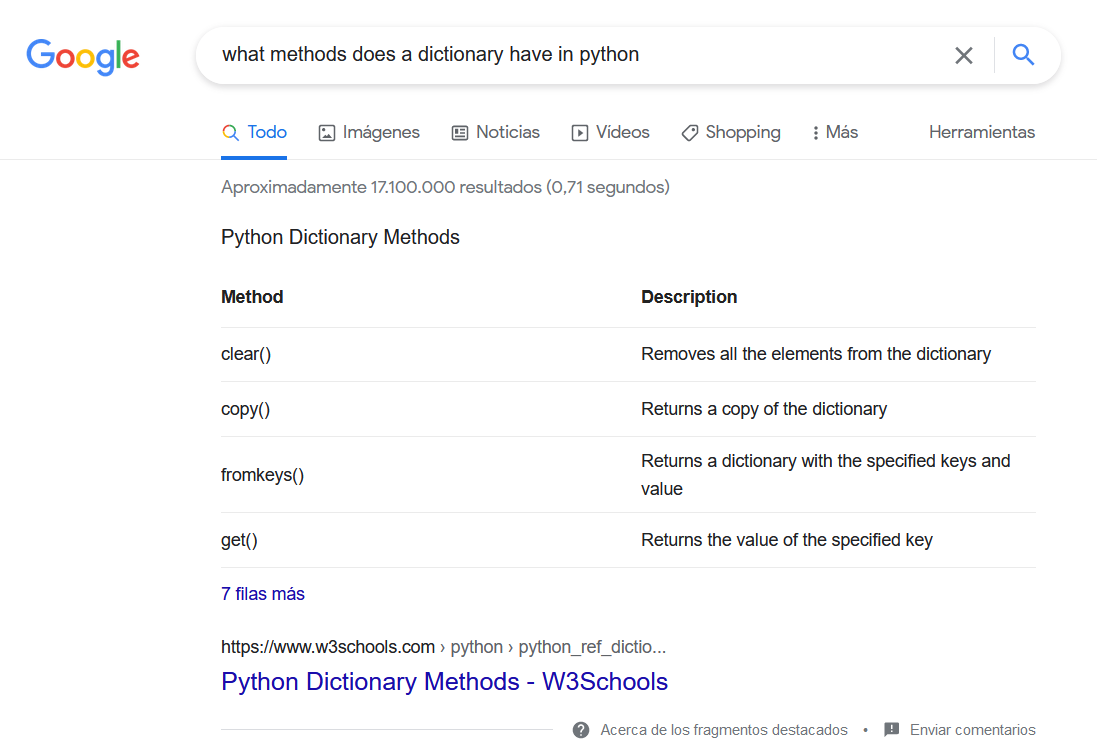 Google
what methods does a dictionary have in python
Todo Imágenes Noticias Vídeos Shopping Más Herramientas
Aproximadamente 17.100.000 resultados (0,71 segundos)
Python Dictionary Methods
Method Description
clear() Removes all the elements from the dictionary
copy() Returns a copy of the dictionary
fromkeys() Returns a dictionary with the specified keys and
value
get() Returns the value of the specified key
7 filas más
https://www.w3schools.com › python › python_ref_dictio...
Python Dictionary Methods - W3Schools
Acerca de los fragmentos destacados • Enviar comentarios